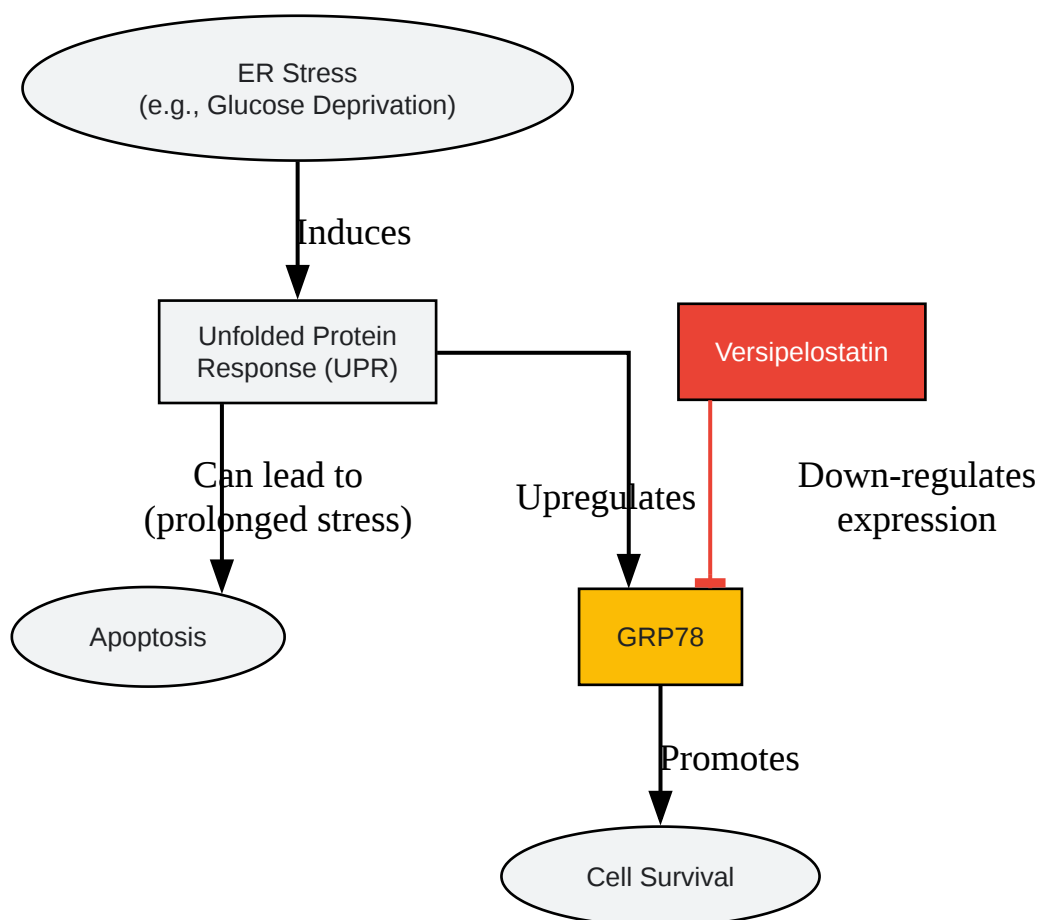 ER Stress
(e.g., Glucose Deprivation)
Induces
Unfolded Protein
Response (UPR)
Versipelostatin
Can lead to
(prolonged stress)
Upregulates
Down-regulates
expression
Apoptosis
GRP78
Promotes
Cell Survival